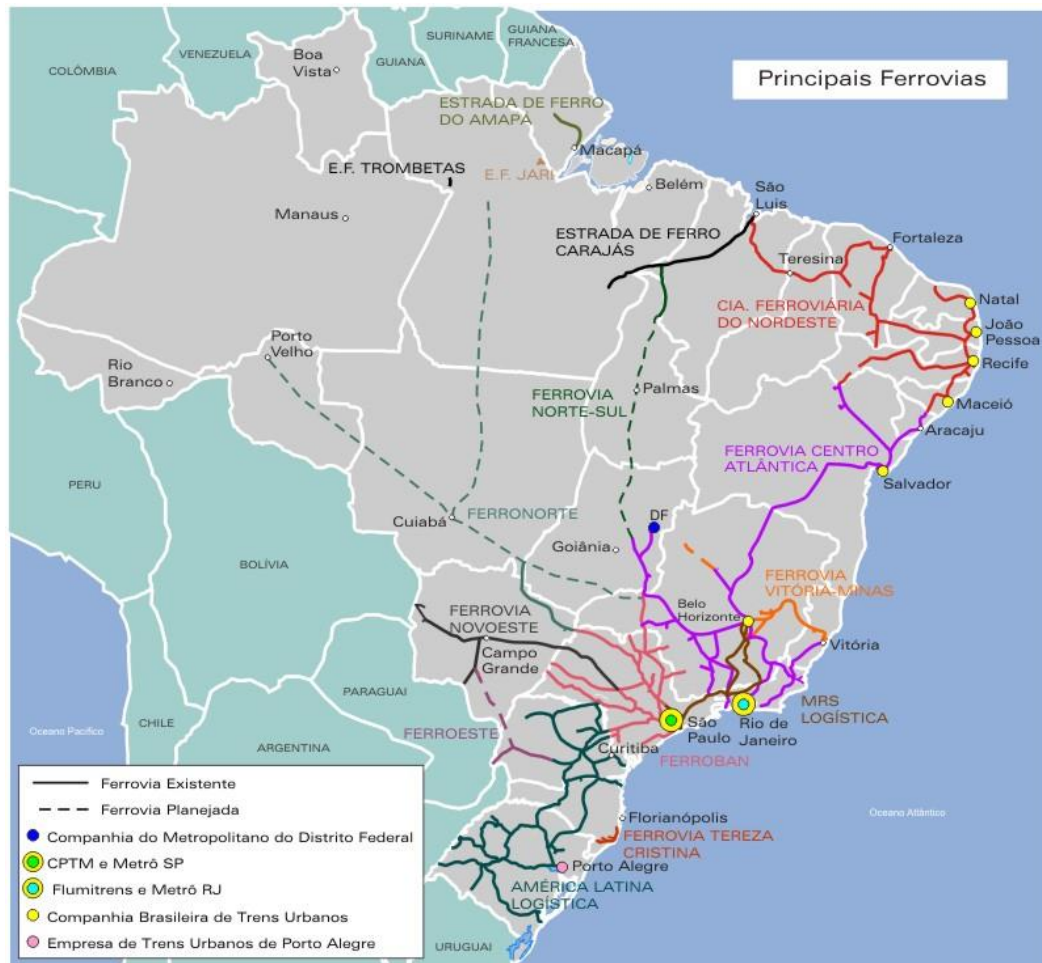 Principais Ferrovias
COLÔMBIA
VENEZUELA
GUIANA
SURINAME
GUIANA
FRANCESA
Boa
Vista
ESTRADA DE FERRO
DO AMAPÁ
Macapá
E.F. TROMBETAS
E.F. JARI
Belém
São
Luis
Manaus
ESTRADA DE FERRO
CARAJÁS
Fortaleza
Teresina
CIA. FERROVIÁRIA
DO NORDESTE
Natal
João
Pessoa
Recife
Maceió
Aracaju
Porto
Velho
Rio
Branco
Palmas
FERROVIA
NORTE-SUL
FERROVIA CENTRO
ATLÂNTICA
Salvador
PERU
Cuiabá
FERRONORTE
DF
Goiânia
BOLÍVIA
FERROVIA
VITÓRIA-MINAS
Belo
Horizonte
Vitória
FERROVIA
NOVOESTE
Campo
Grande
PARAGUAI
MRS
LOGÍSTICA
São
Paulo
Rio de
Janeiro
CHILE
Oceano Pacífico
ARGENTINA
FERROESTE
Curitiba
FERROBAN
Oceano Atlântico
Florianópolis
FERROVIA TEREZA
CRISTINA
Porto Alegre
AMÉRICA LATINA
LOGÍSTICA
URUGUAI
Ferrovia Existente
Ferrovia Planejada
Companhia do Metropolitano do Distrito Federal
CPTM e Metrô SP
Flumitrens e Metrô RJ
Companhia Brasileira de Trens Urbanos
Empresa de Trens Urbanos de Porto Alegre